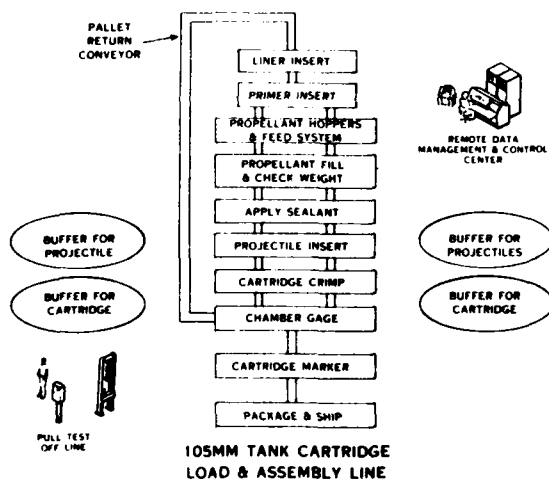 PALLET
RETURN
CONVEYOR
LINER INSERT
PRIMER INSERT
PROPELLANT HOPPERS
& FEED SYSTEM
PROPELLANT FILL
& CHECK WEIGHT
APPLY SEALANT
PROJECTILE INSERT
CARTRIDGE CRIMP
CHAMBER GAGE
CARTRIDGE MARKER
PACKAGE & SHIP
REMOTE DATA
MANAGEMENT & CONTROL
CENTER
BUFFER FOR
PROJECTILE
BUFFER FOR
CARTRIDGE
BUFFER FOR
PROJECTILES
BUFFER FOR
CARTRIDGE
PULL TEST
OFF LINE
105MM TANK CARTRIDGE
LOAD & ASSEMBLY LINE